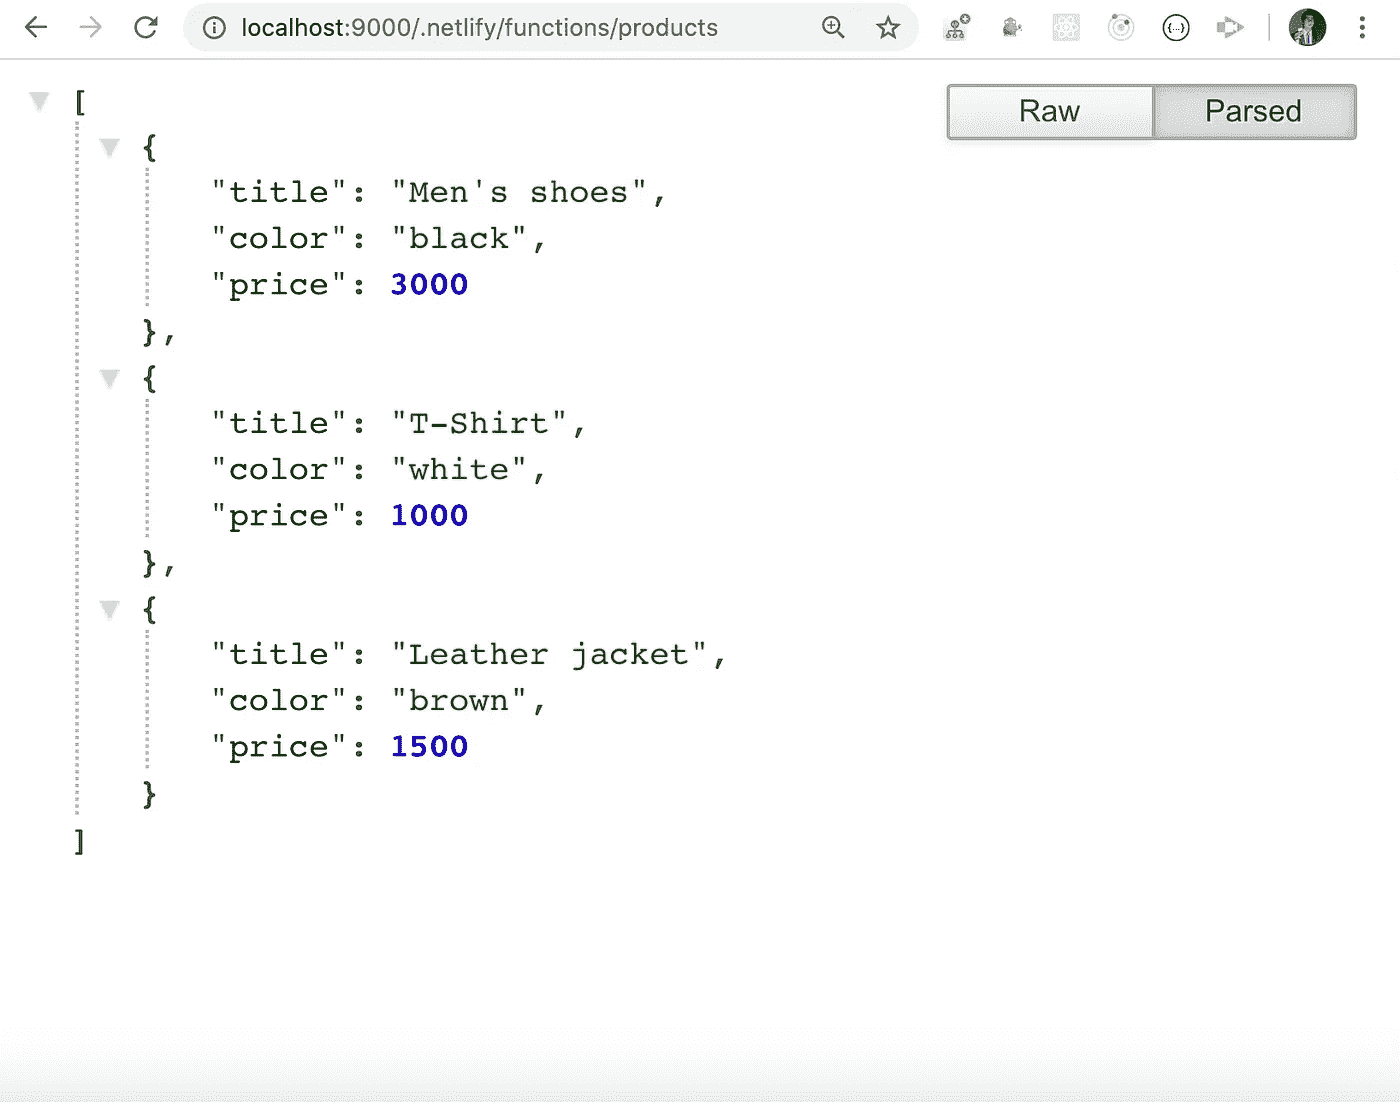 localhost:9000/.netlify/functions/products
Raw Parsed
[
{
"title": "Men's shoes",
"color": "black",
"price": 3000
},
{
"title": "T-Shirt",
"color": "white",
"price": 1000
},
{
"title": "Leather jacket",
"color": "brown",
"price": 1500
}
]